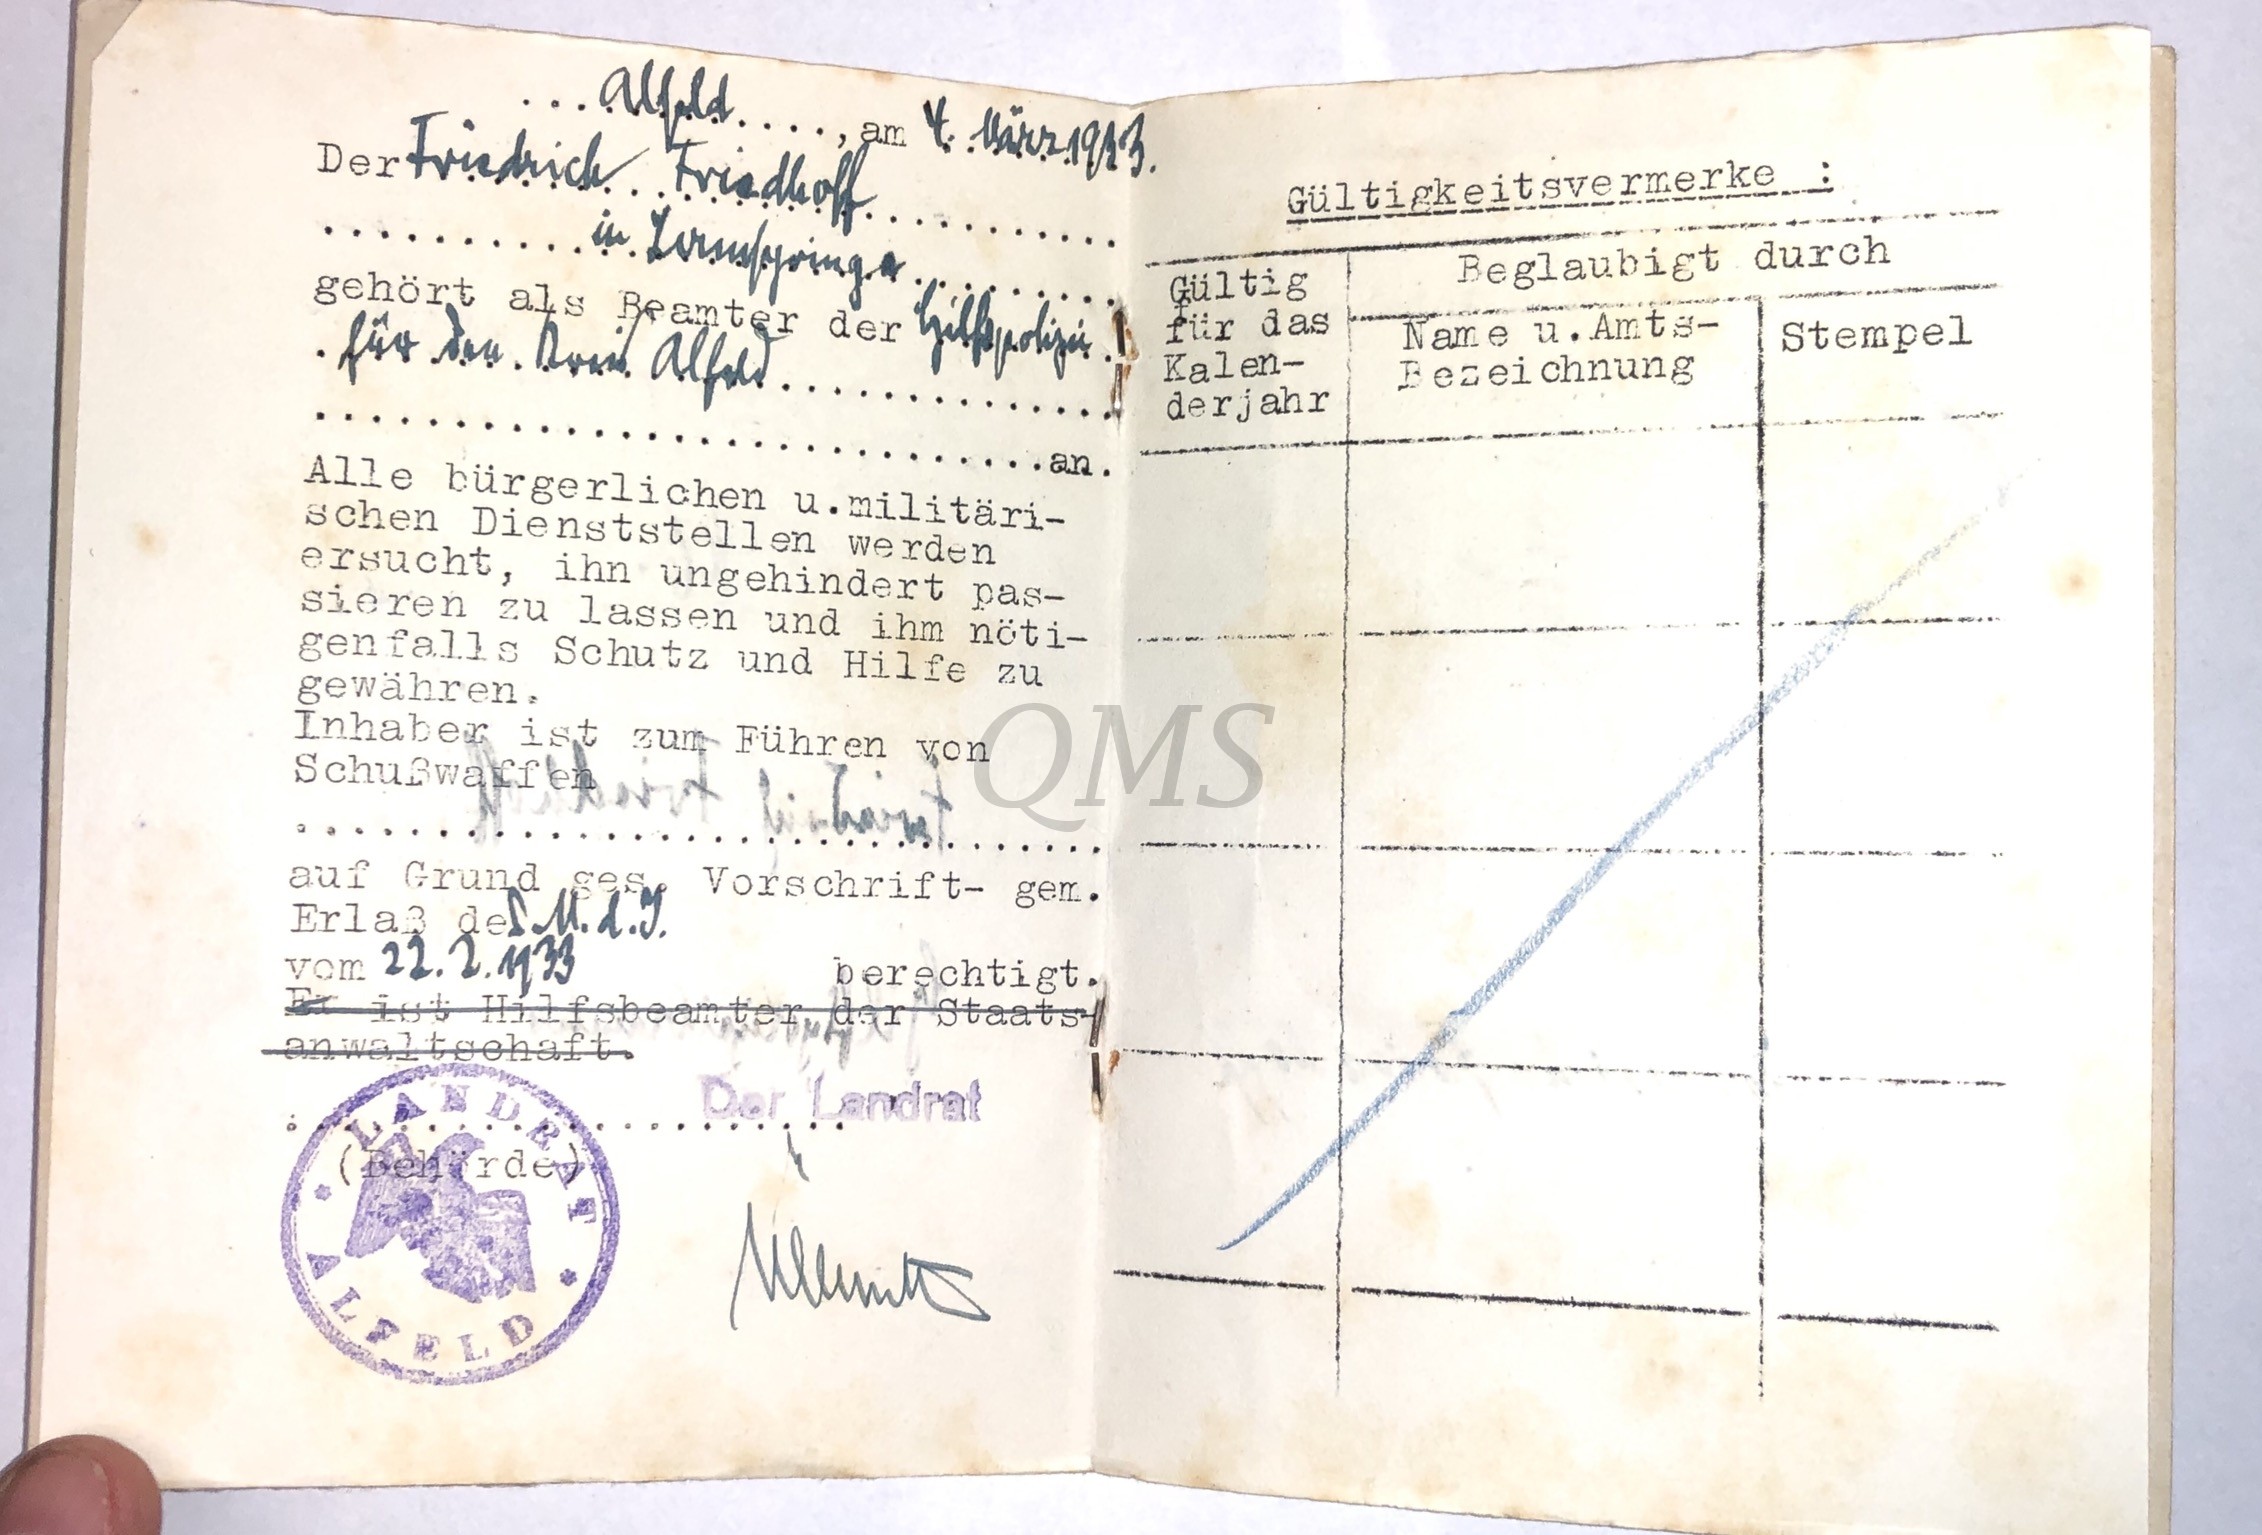 ...Alfeld...., am 4. März 1933.
Der Friedrich Friedhoff
in Lamspringe
gehört als Beamter der Hilfspolizei
für den Kreis Alfeld
an.
Alle bürgerlichen u.militäri-
schen Dienststellen werden
ersucht, ihn ungehindert pas-
sieren zu lassen und ihm nöti-
genfalls Schutz und Hilfe zu
gewähren.
Inhaber ist zum Führen von
Schußwaffen
auf Grund ges. Vorschrift- gem.
Erlaß des M.d.I.
vom 22.2.1933 berechtigt.
Er ist Hilfsbeamter der Staats-
anwaltschaft.
Der Landrat
(Behörde)
LANDRAT
ALFELD
QMS
Gültigkeitsvermerke :
Gültig
für das
Kalen-
derjahr
Beglaubigt durch
Name u.Amts-
Bezeichnung
Stempel